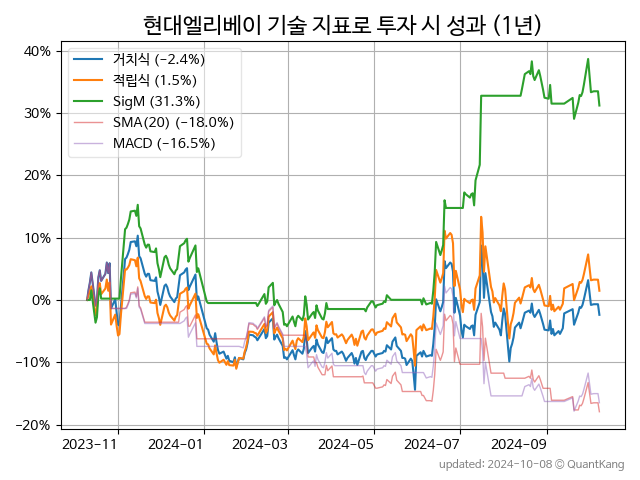 현대엘리베이 기술 지표로 투자 시 성과 (1년)
거치식 (−2.4%)
적립식 (1.5%)
SigM (31.3%)
SMA(20) (−18.0%)
MACD (−16.5%)
40%
30%
20%
10%
0%
−10%
−20%
2023−11 2024−01 2024−03 2024−05 2024−07 2024−09
updated: 2024-10-08 © QuantKang